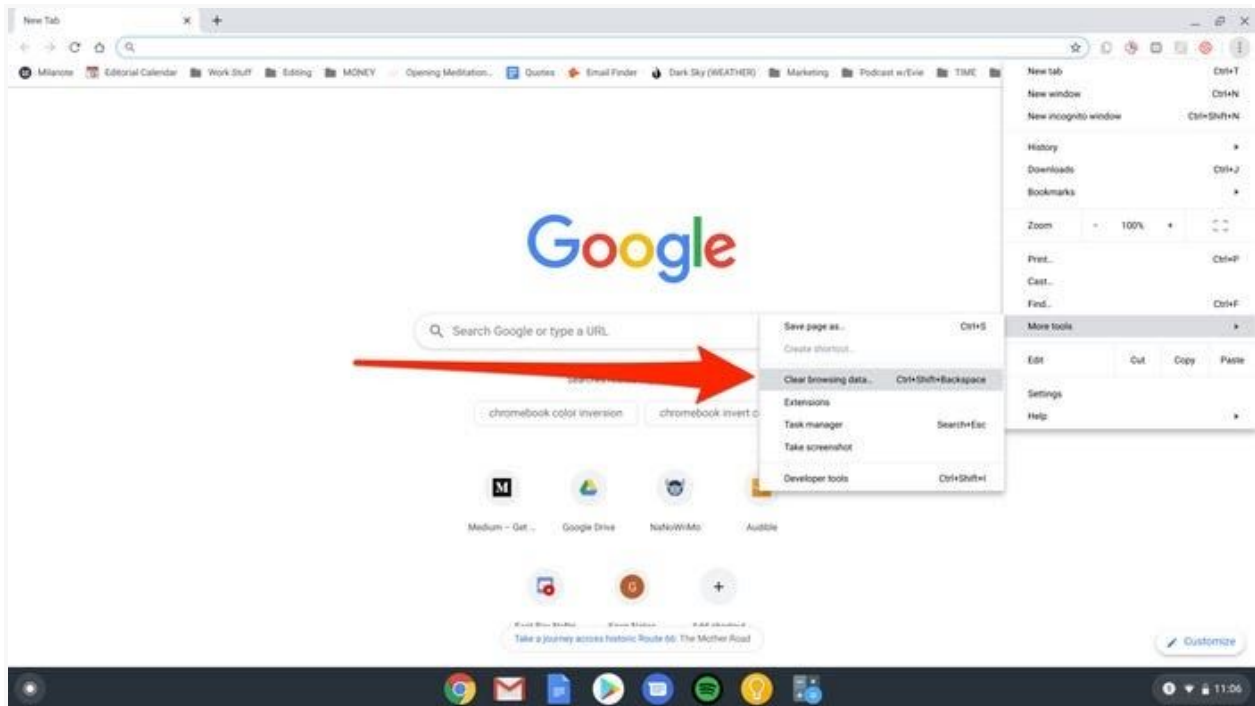 New Tab
Milanote Editorial Calendar Work Stuff Editing MONEY Opening Meditation... Quotes Email Finder Dark Sky (WEATHER) Marketing Podcast w/Evie TIME
New tab Ctrl+T
New window Ctrl+N
New incognito window Ctrl+Shift+N
History
Downloads Ctrl+J
Bookmarks
Zoom - 100% +
Print... Ctrl+P
Cast...
Find... Ctrl+F
More tools
Edit Cut Copy Paste
Settings
Help
Save page as... Ctrl+S
Create shortcut...
Clear browsing data... Ctrl+Shift+Backspace
Extensions
Task manager Search+Esc
Take screenshot
Developer tools Ctrl+Shift+I
Google
Search Google or type a URL
chromebook color inversion chromebook invert c
Medium – Get ... Google Drive NaNoWriMo Audible
G
Take a journey across historic Route 66: The Mother Road
Customize
11:06